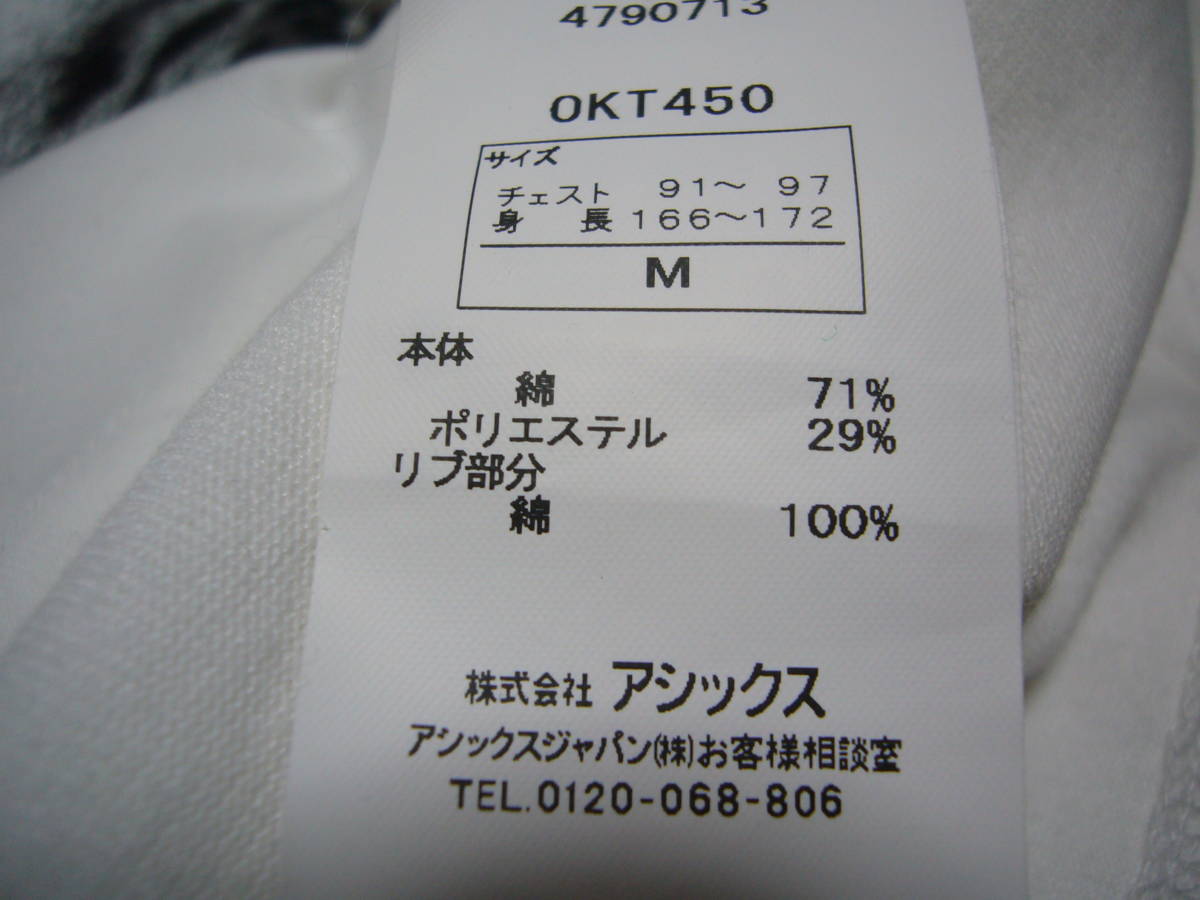 4790713
OKT450
サイズ
チェスト 91～ 97
身 長 166～172
M
本体
綿 71%
ポリエステル 29%
リブ部分
綿 100%
株式会社 アシックス
アシックスジャパン(株)お客様相談室
TEL.0120-068-806